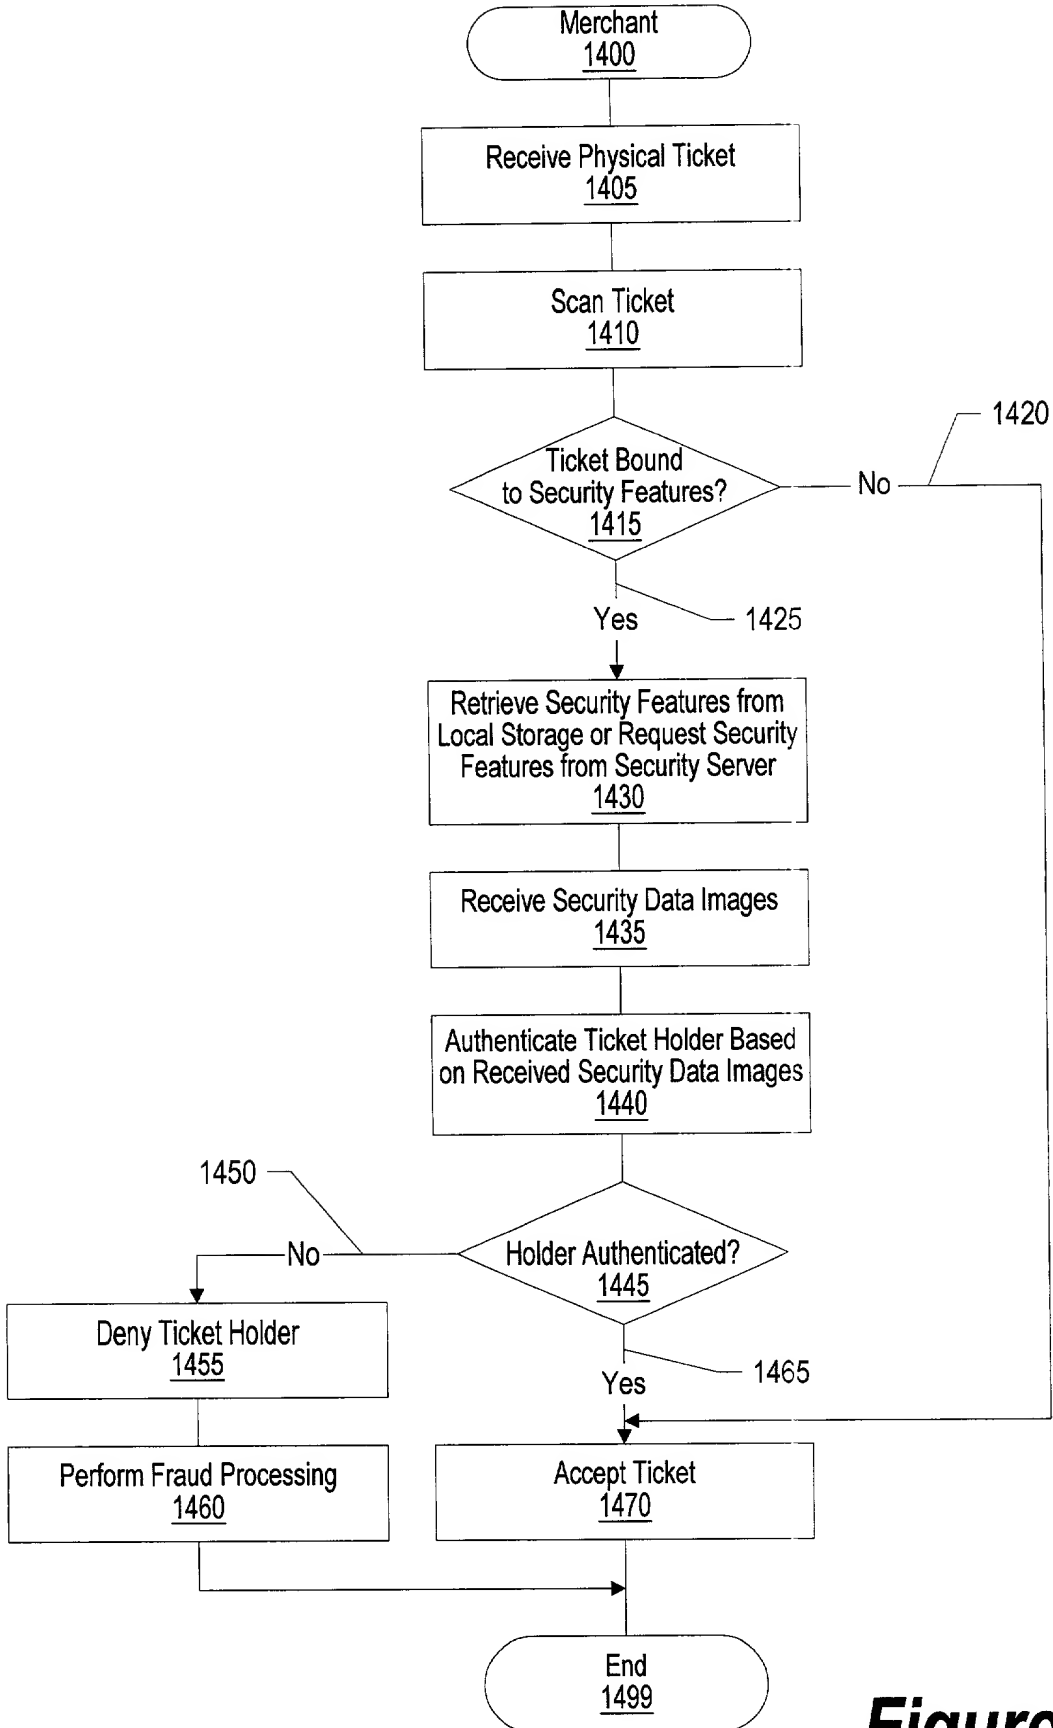 Merchant
1400
Receive Physical Ticket
1405
Scan Ticket
1410
1420
Ticket Bound
to Security Features?
1415
No
1425
Yes
Retrieve Security Features from
Local Storage or Request Security
Features from Security Server
1430
Receive Security Data Images
1435
Authenticate Ticket Holder Based
on Received Security Data Images
1440
1450
No
Holder Authenticated?
1445
Deny Ticket Holder
1455
1465
Yes
Perform Fraud Processing
1460
Accept Ticket
1470
End
1499
Figure